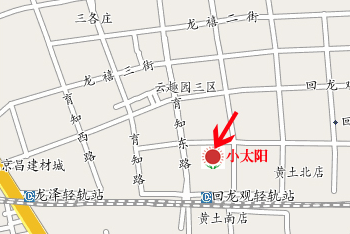 三各庄
龙禧二街
龙禧三街
云趣园三区
回龙观
育知西路
育知路
育知东路
小太阳
京昌建材城
黄土北店
龙泽轻轨站
回龙观轻轨站
黄土南店